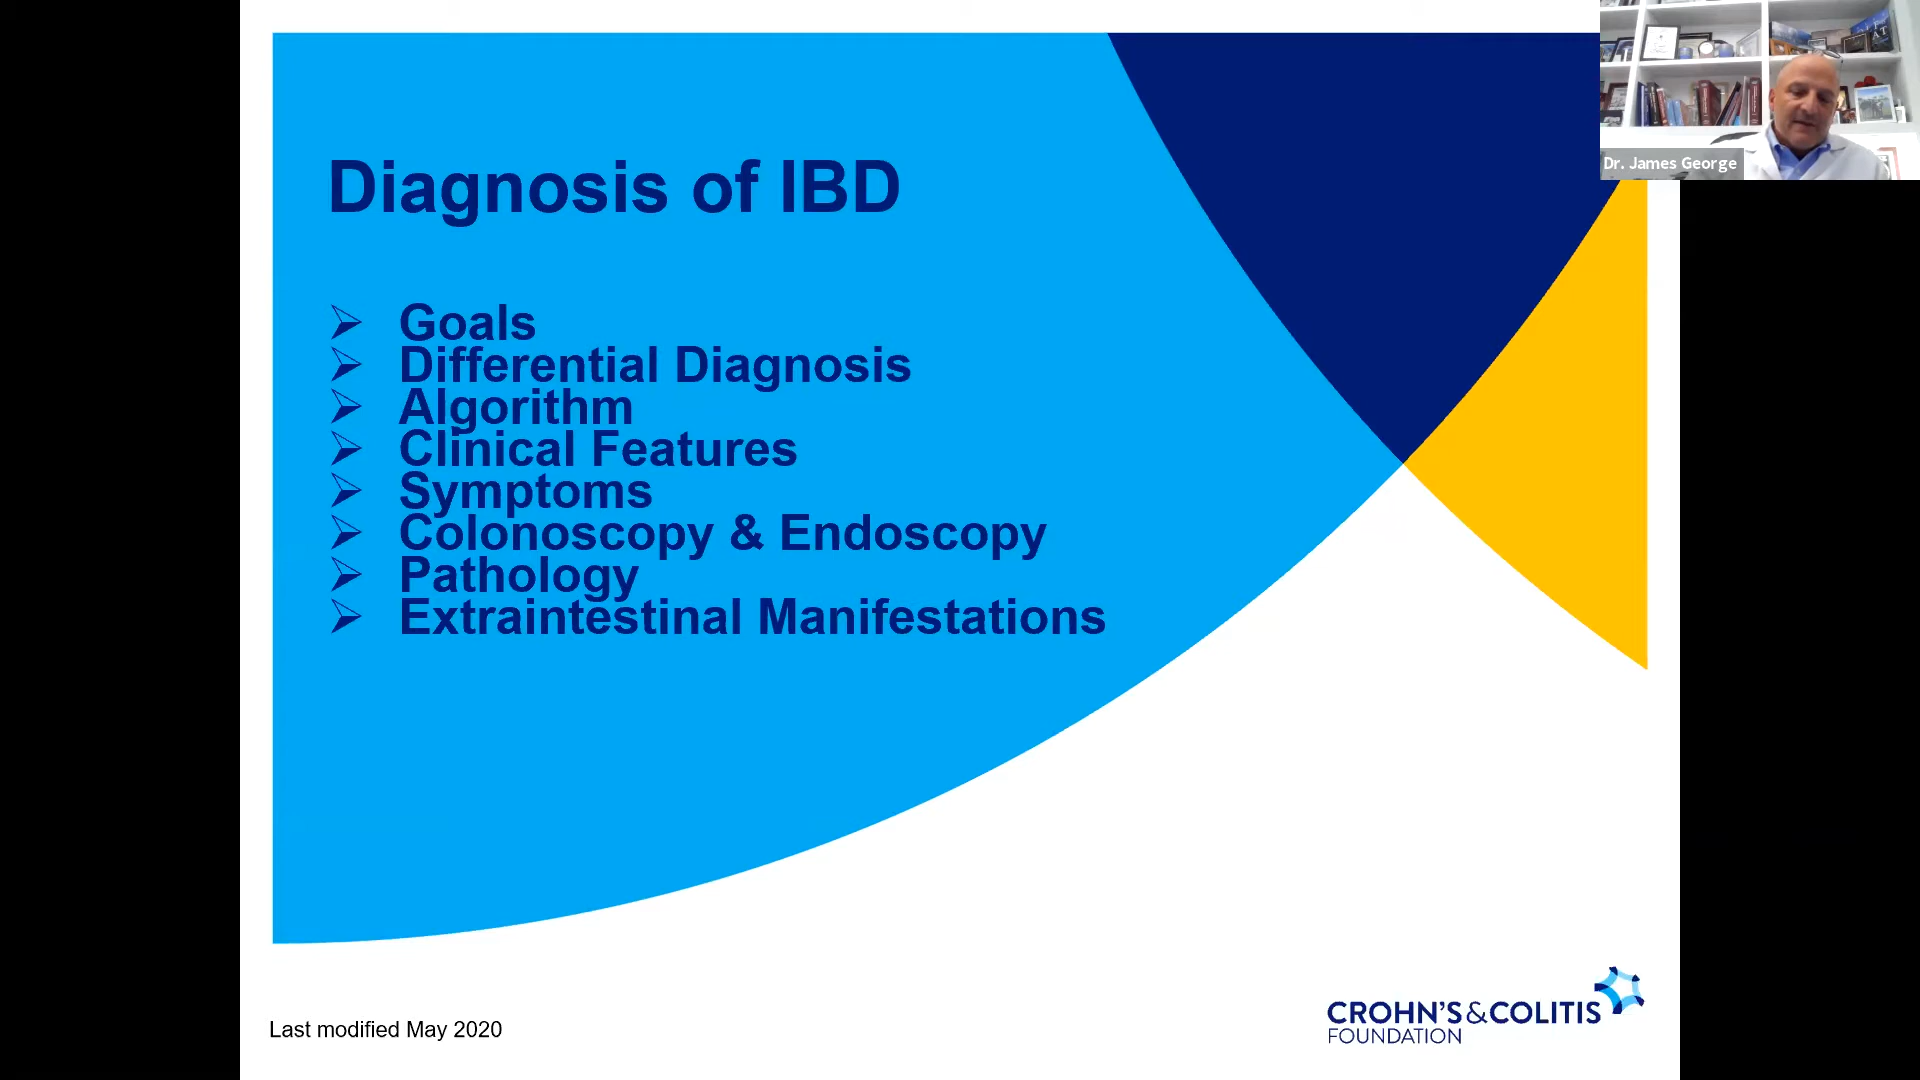 Diagnosis of IBD
Goals
Differential Diagnosis
Algorithm
Clinical Features
Symptoms
Colonoscopy & Endoscopy
Pathology
Extraintestinal Manifestations
Dr. James George
Last modified May 2020
CROHN'S & COLITIS
FOUNDATION